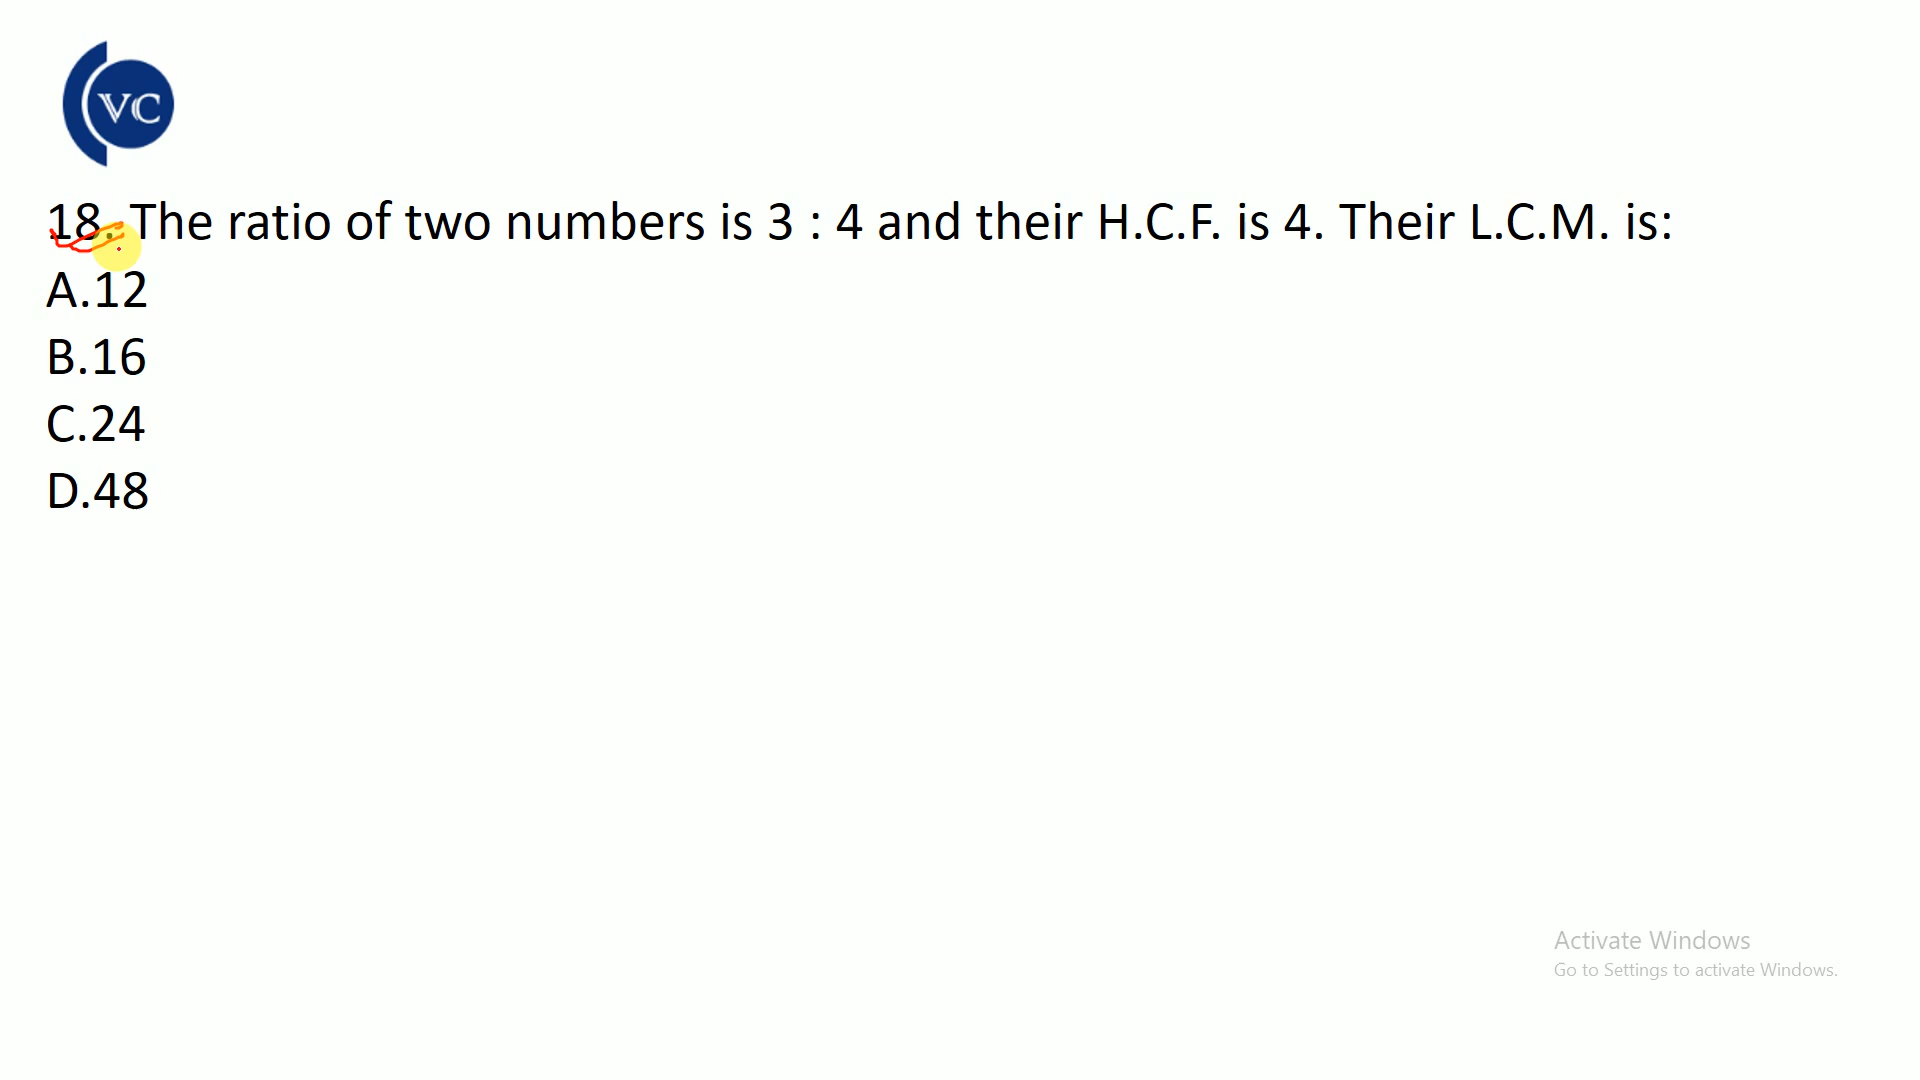 VC
18. The ratio of two numbers is 3 : 4 and their H.C.F. is 4. Their L.C.M. is:
A.12
B.16
C.24
D.48
Activate Windows
Go to Settings to activate Windows.